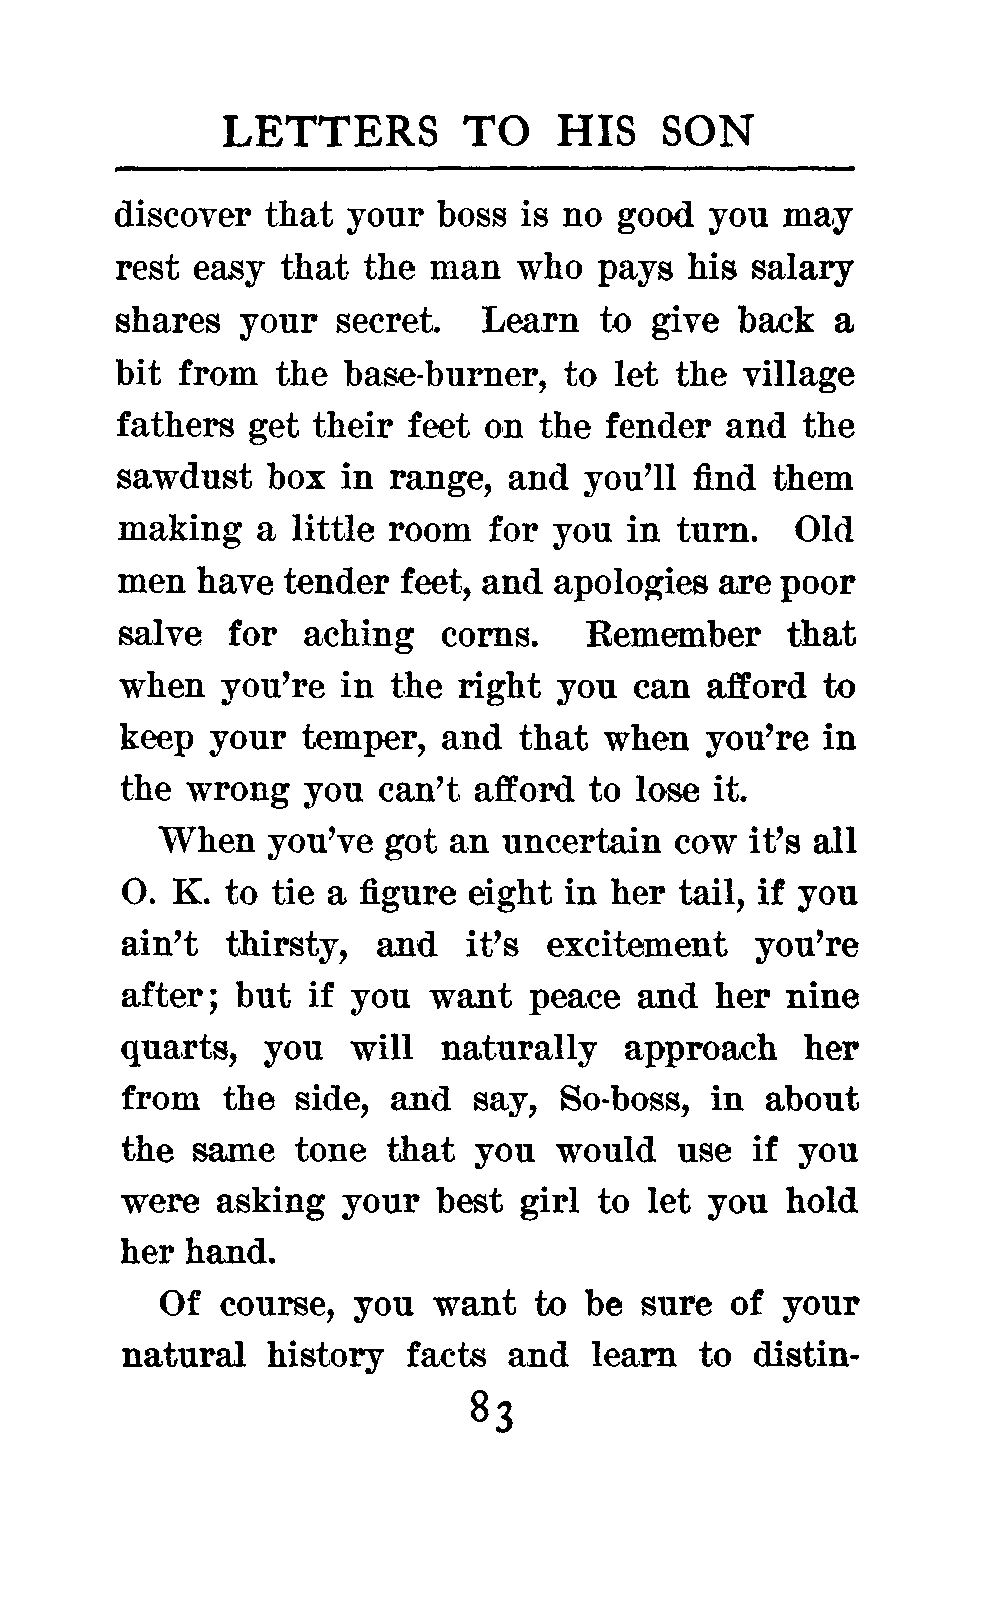 LETTERS TO HIS SON
discover that your boss is no good you may
rest easy that the man who pays his salary
shares your secret. Learn to give back a
bit from the base-burner, to let the village
fathers get their feet on the fender and the
sawdust box in range, and you'll find them
making a little room for you in turn. Old
men have tender feet, and apologies are poor
salve for aching corns. Remember that
when you're in the right you can afford to
keep your temper, and that when you're in
the wrong you can't afford to lose it.
When you've got an uncertain cow it's all
O. K. to tie a figure eight in her tail, if you
ain't thirsty, and it's excitement you're
after; but if you want peace and her nine
quarts, you will naturally approach her
from the side, and say, So-boss, in about
the same tone that you would use if you
were asking your best girl to let you hold
her hand.
Of course, you want to be sure of your
natural history facts and learn to distin-
83